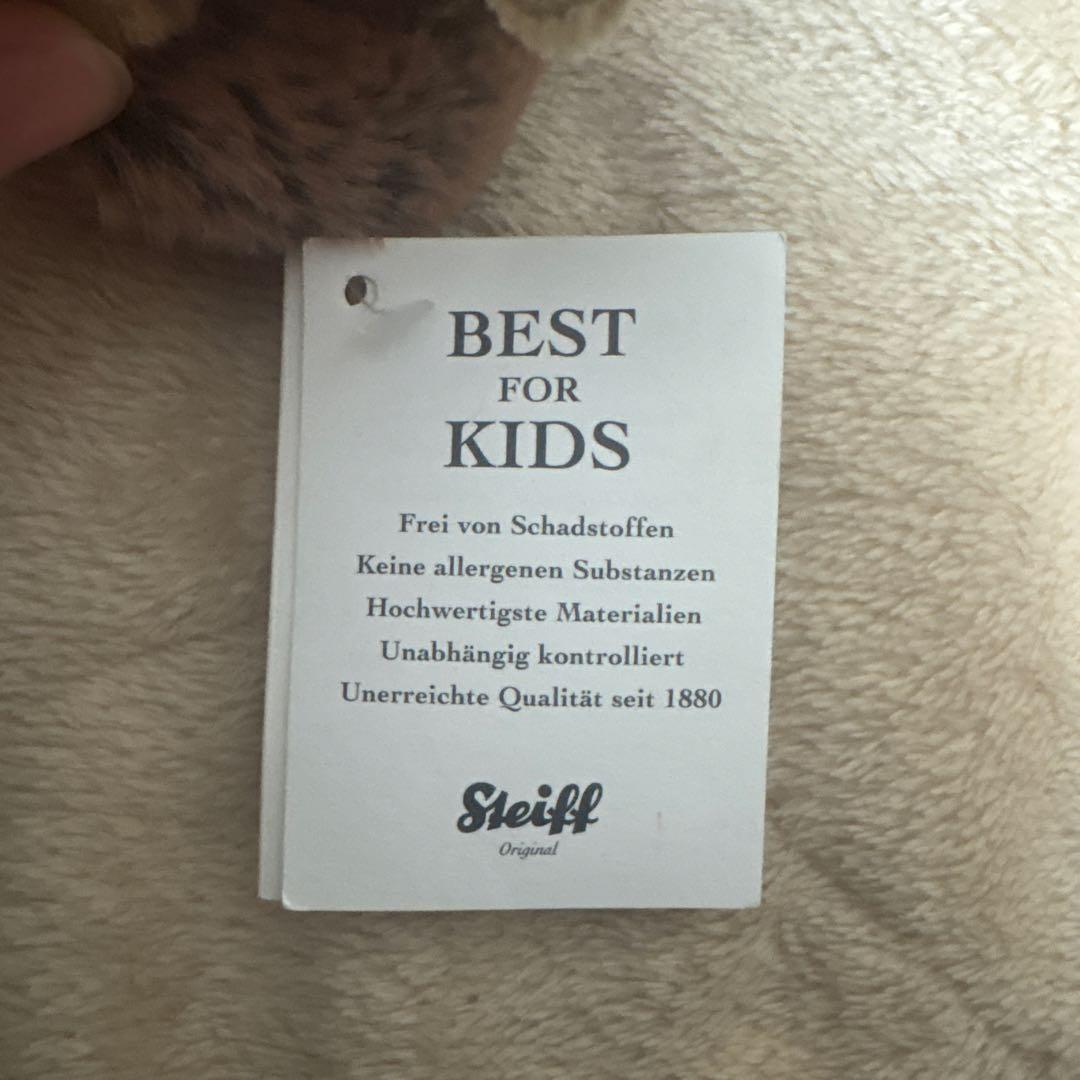 BEST
FOR
KIDS
Frei von Schadstoffen
Keine allergenen Substanzen
Hochwertigste Materialien
Unabhängig kontrolliert
Unerreichte Qualität seit 1880
Steiff
Original